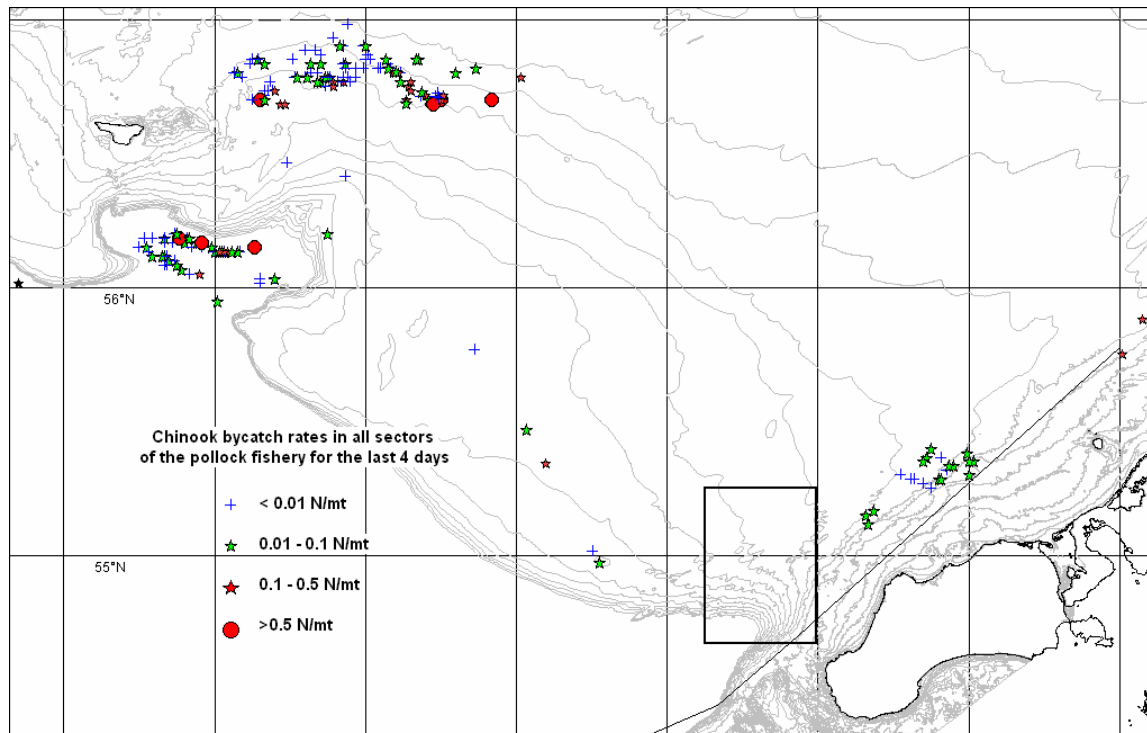 56°N
Chinook bycatch rates in all sectors
of the pollock fishery for the last 4 days
< 0.01 N/mt
0.01 - 0.1 N/mt
55°N
0.1 - 0.5 N/mt
>0.5 N/mt